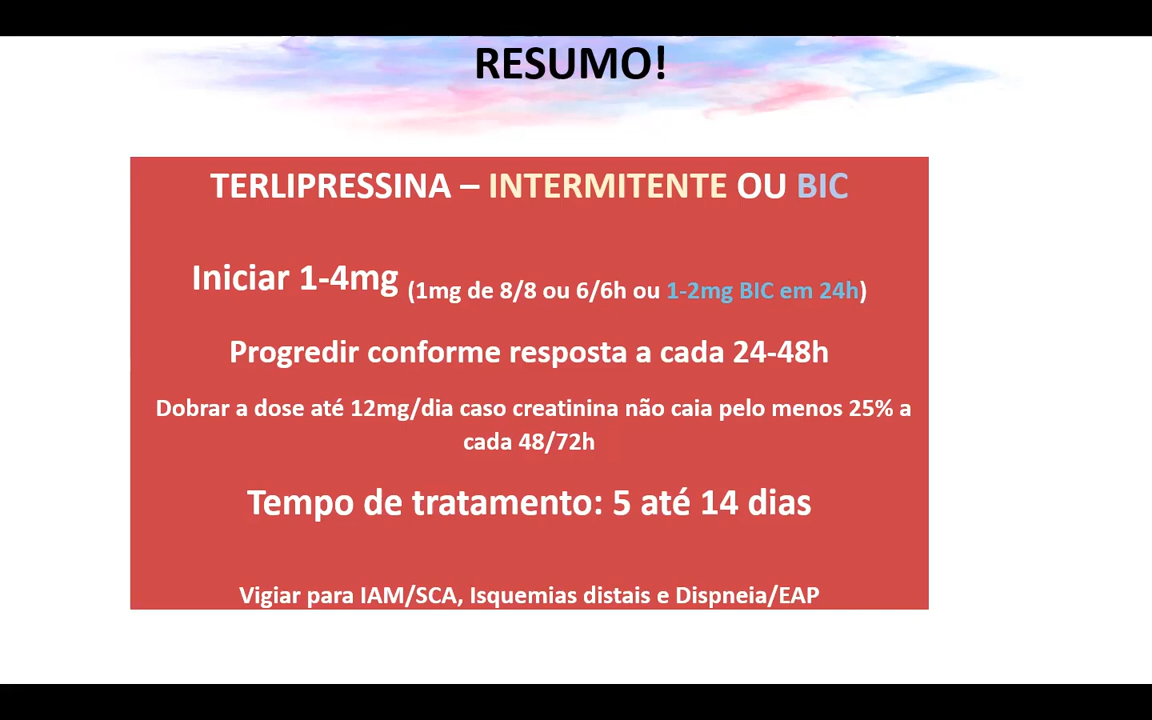 RESUMO!
TERLIPRESSINA – INTERMITENTE OU BIC
Iniciar 1-4mg (1mg de 8/8 ou 6/6h ou 1-2mg BIC em 24h)
Progredir conforme resposta a cada 24-48h
Dobrar a dose até 12mg/dia caso creatinina não caia pelo menos 25% a
cada 48/72h
Tempo de tratamento: 5 até 14 dias
Vigiar para IAM/SCA, Isquemias distais e Dispneia/EAP